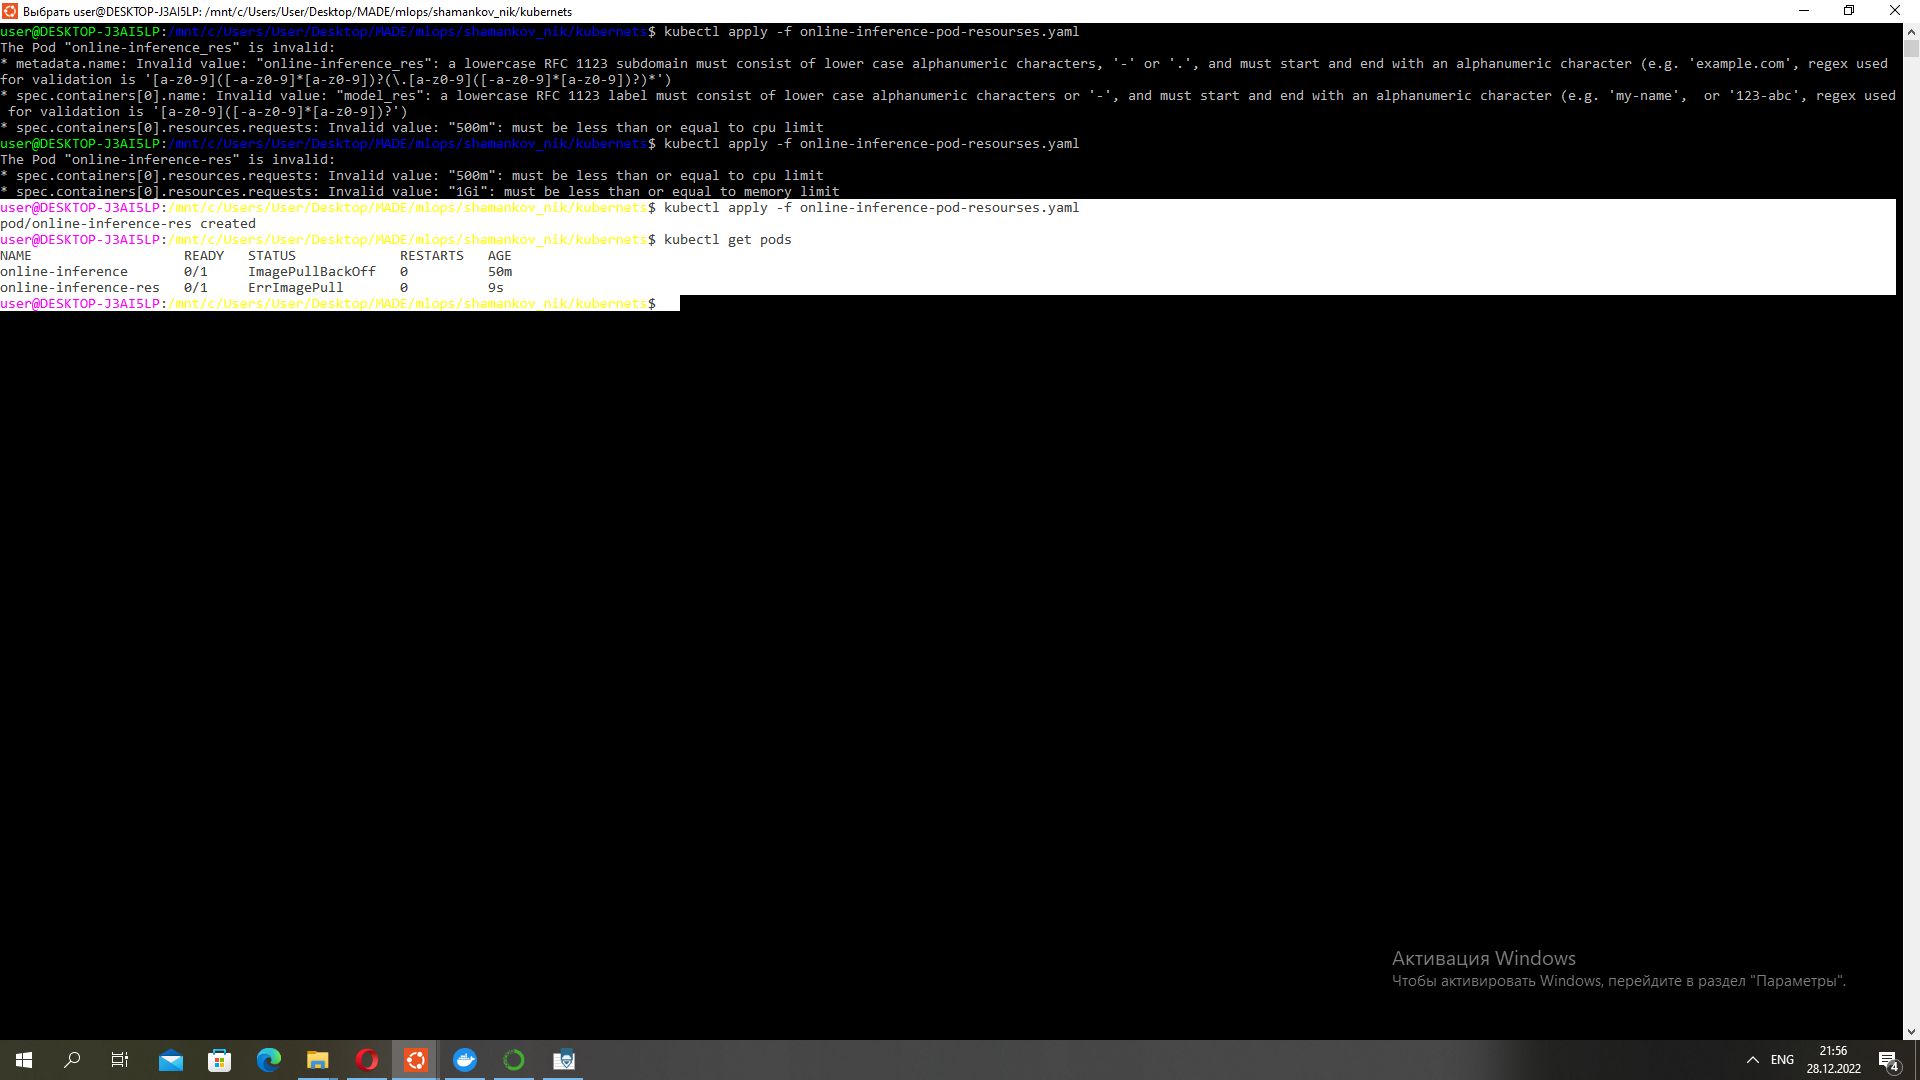 Выбрать user@DESKTOP-J3AI5LP: /mnt/c/Users/User/Desktop/MADE/mlops/shamankov_nik/kubernets
user@DESKTOP-J3AI5LP:/mnt/c/Users/User/Desktop/MADE/mlops/shamankov_nik/kubernets$ kubectl apply -f online-inference-pod-resourses.yaml
The Pod "online-inference_res" is invalid:
* metadata.name: Invalid value: "online-inference_res": a lowercase RFC 1123 subdomain must consist of lower case alphanumeric characters, '-' or '.', and must start and end with an alphanumeric character (e.g. 'example.com', regex used
for validation is '[a-z0-9]([-a-z0-9]*[a-z0-9])?(\.[a-z0-9]([-a-z0-9]*[a-z0-9])?)*')
* spec.containers[0].name: Invalid value: "model_res": a lowercase RFC 1123 label must consist of lower case alphanumeric characters or '-', and must start and end with an alphanumeric character (e.g. 'my-name',  or '123-abc', regex used
 for validation is '[a-z0-9]([-a-z0-9]*[a-z0-9])?')
* spec.containers[0].resources.requests: Invalid value: "500m": must be less than or equal to cpu limit
user@DESKTOP-J3AI5LP:/mnt/c/Users/User/Desktop/MADE/mlops/shamankov_nik/kubernets$ kubectl apply -f online-inference-pod-resourses.yaml
The Pod "online-inference-res" is invalid:
* spec.containers[0].resources.requests: Invalid value: "500m": must be less than or equal to cpu limit
* spec.containers[0].resources.requests: Invalid value: "1Gi": must be less than or equal to memory limit
user@DESKTOP-J3AI5LP:/mnt/c/Users/User/Desktop/MADE/mlops/shamankov_nik/kubernets$ kubectl apply -f online-inference-pod-resourses.yaml
pod/online-inference-res created
user@DESKTOP-J3AI5LP:/mnt/c/Users/User/Desktop/MADE/mlops/shamankov_nik/kubernets$ kubectl get pods
NAME                   READY   STATUS             RESTARTS   AGE
online-inference       0/1     ImagePullBackOff   0          50m
online-inference-res   0/1     ErrImagePull       0          9s
user@DESKTOP-J3AI5LP:/mnt/c/Users/User/Desktop/MADE/mlops/shamankov_nik/kubernets$
Активация Windows
Чтобы активировать Windows, перейдите в раздел "Параметры".
ENG
21:56
28.12.2022
4